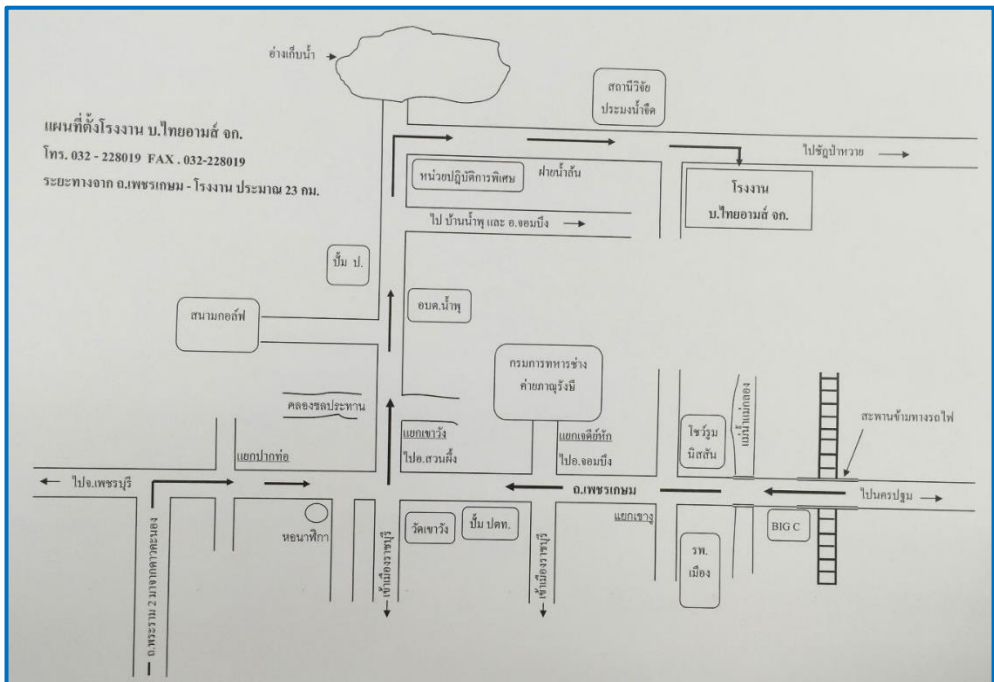 อ่างเก็บน้ำ
แผนที่ตั้งโรงงาน บ.ไทยอามส์ จก.
โทร. 032 - 228019 FAX . 032-228019
ระยะทางจาก ถ.เพชรเกษม - โรงงาน ประมาณ 23 กม.
สถานีวิจัย
ประมงน้ำจืด
ไปชัฎป่าหวาย
หน่วยปฎิบัติการพิเศษ
ฝายน้ำล้น
โรงงาน
บ.ไทยอามส์ จก.
ไป บ้านน้ำพุ และ อ.จอมบึง
ปั๊ม ป.
อบต.น้ำพุ
สนามกอล์ฟ
กรมการทหารช่าง
ค่ายภาณุรังษี
คลองชลประทาน
แยกเขาวัง
ไปอ.สวนผึ้ง
แยกเจดีย์หัก
ไปอ.จอมบึง
โชว์รูม
นิสสัน
แม่น้ำแม่กลอง
สะพานข้ามทางรถไฟ
แยกปากท่อ
ไปจ.เพชรบุรี
ถ.เพชรเกษม
ไปนครปฐม
หอนาฬิกา
วัดเขาวัง
ปั๊ม ปตท.
แยกเขางู
BIG C
รพ.
เมือง
เข้าเมืองราชบุรี
เข้าเมืองราชบุรี
ถ.พระราม 2 มาจากดาวคะนอง